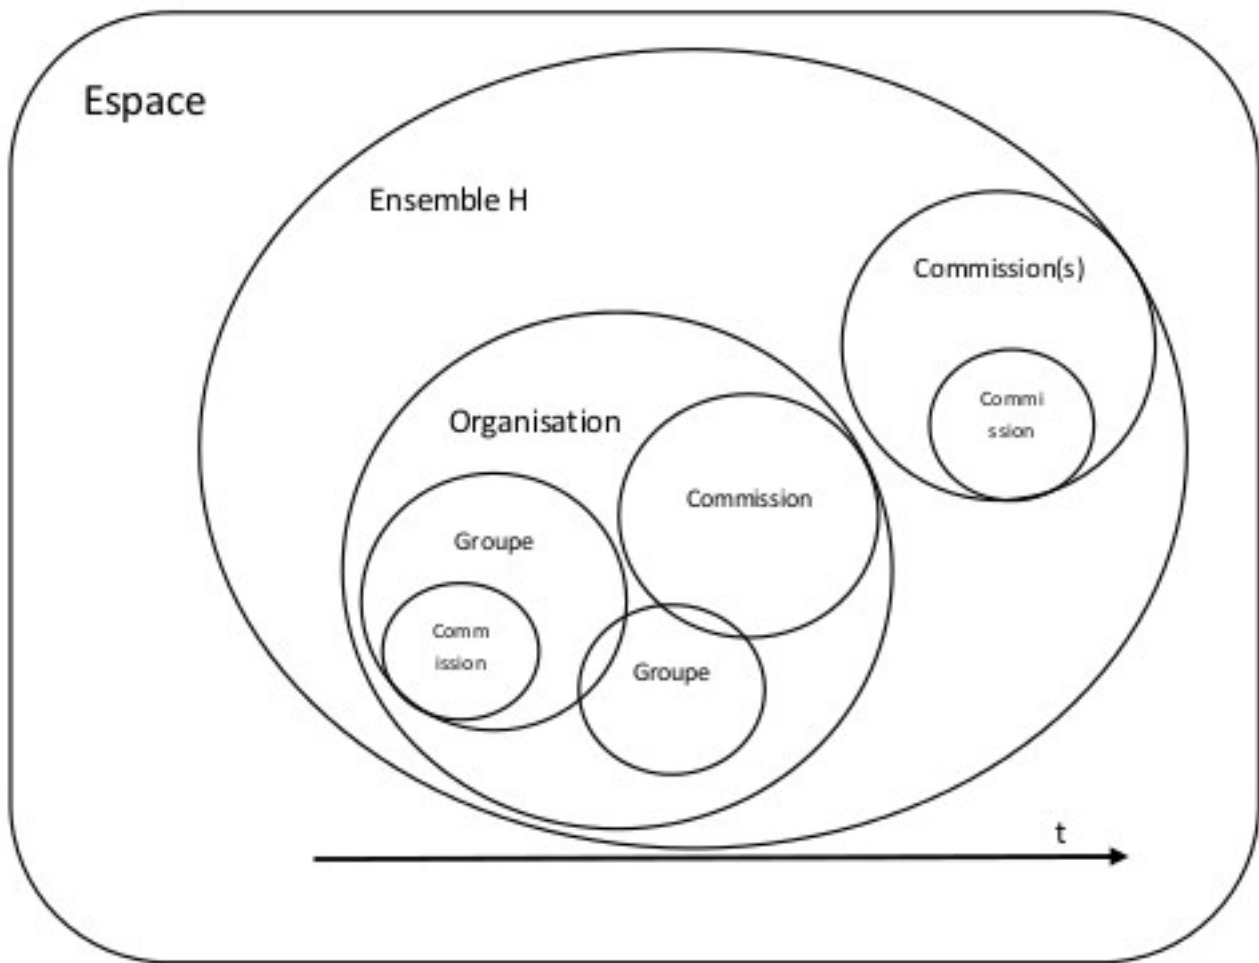 Espace
Ensemble H
Commission(s)
Commi
ssion
Organisation
Commission
Groupe
Comm
ission
Groupe
t